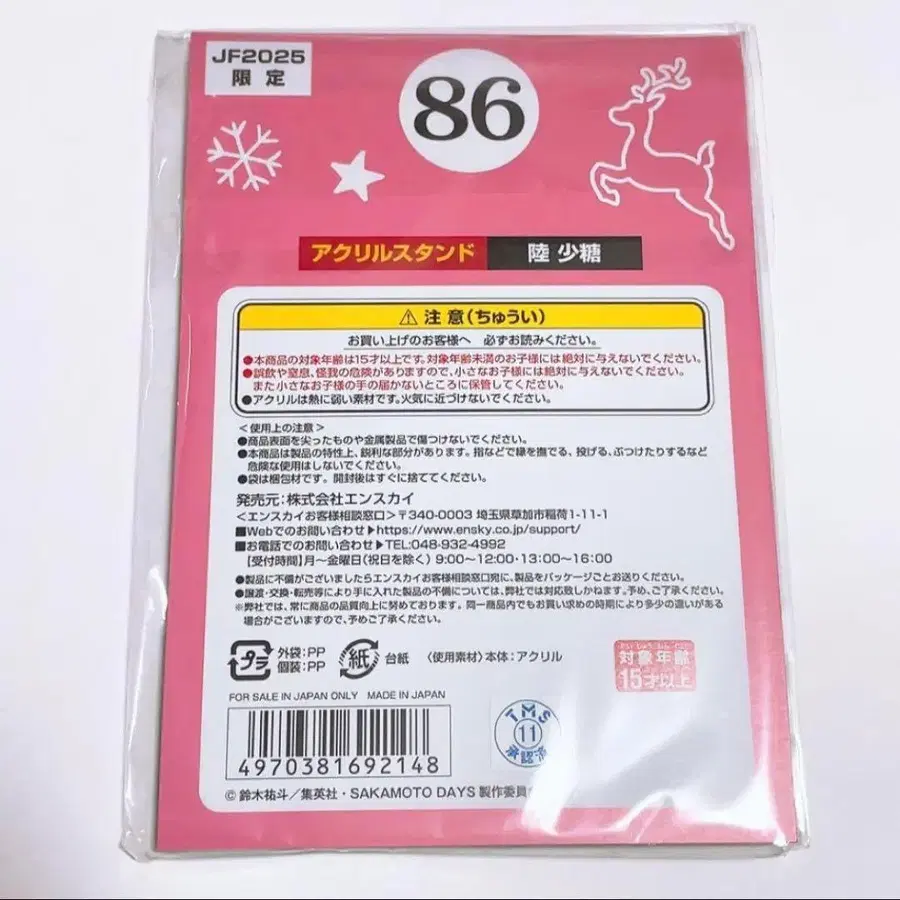 JF2025
限定
86
アクリルスタンド 陸 少糖
⚠ 注意(ちゅうい)
お買い上げのお客様へ 必ずお読みください。
●本商品の対象年齢は15才以上です。対象年齢未満のお子様には絶対に与えないでください。
●誤飲や窒息、怪我の危険がありますので、小さなお子様には絶対に与えないでください。
また小さなお子様の手の届かないところに保管してください。
●アクリルは熱に弱い素材です。火気に近づけないでください。
<使用上の注意>
●商品表面を尖ったものや金属製品で傷つけないでください。
●本商品は製品の特性上、鋭利な部分があります。指などで縁を撫でる、投げる、ぶつけたりするなど
危険な使用はしないでください。
●袋は梱包材です。開封後はすぐに捨ててください。
発売元:株式会社エンスカイ
<エンスカイお客様相談窓口>〒340-0003 埼玉県草加市稲荷1-11-1
■Webでのお問い合わせ▶https://www.ensky.co.jp/support/
■お電話でのお問い合わせ▶TEL:048-932-4992
【受付時間】月〜金曜日(祝日を除く) 9:00〜12:00・13:00〜16:00
●製品に不備がございましたらエンスカイお客様相談窓口宛に、製品をパッケージごとお送りください。
●譲渡・交換・転売等により手に入れた製品の不備については、弊社では対応致しかねます。予め、ご了承ください。
※弊社では、常に商品の品質向上に努めております。同一商品内でもお買い求めの時期により多少の違いがある
場合がございますので、予めご了承ください。
プラ 外袋:PP
個装:PP
紙 台紙 〈使用素材〉本体:アクリル
対象年齢
15才以上
FOR SALE IN JAPAN ONLY MADE IN JAPAN
TMS
11
承認済
4970381692148
© 鈴木祐斗/集英社・SAKAMOTO DAYS 製作委員会